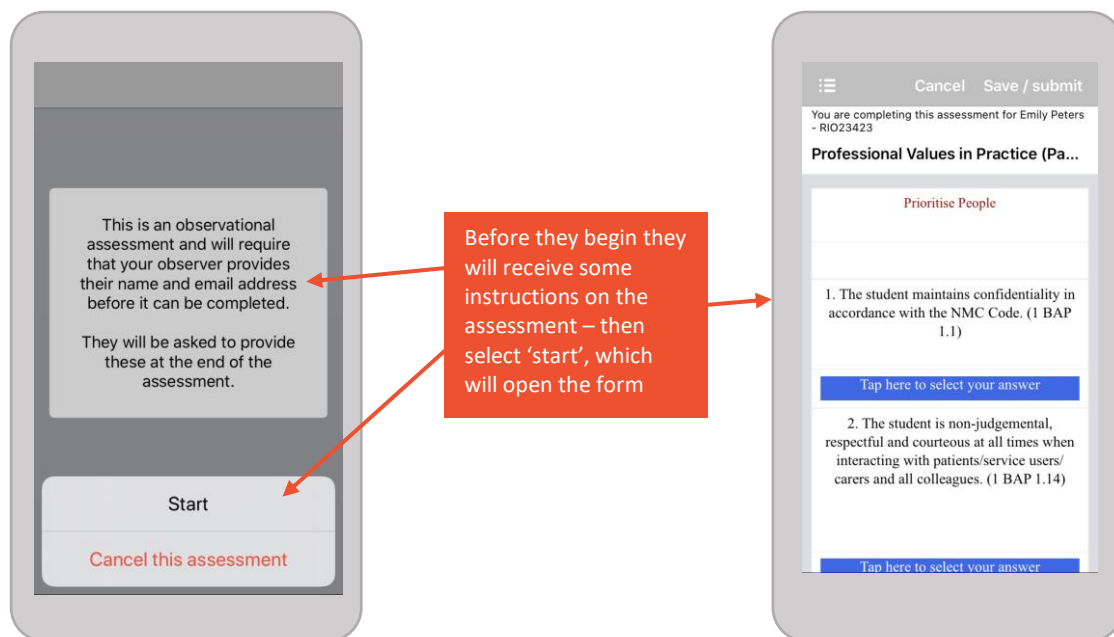 This is an observational
assessment and will require
that your observer provides
their name and email address
before it can be completed.
They will be asked to provide
these at the end of the
assessment.
Start
Cancel this assessment
Before they begin they
will receive some
instructions on the
assessment – then
select ‘start’, which
will open the form
Cancel Save / submit
You are completing this assessment for Emily Peters
- RIO23423
Professional Values in Practice (Pa...
Prioritise People
1. The student maintains confidentiality in
accordance with the NMC Code. (1 BAP
1.1)
Tap here to select your answer
2. The student is non-judgemental,
respectful and courteous at all times when
interacting with patients/service users/
carers and all colleagues. (1 BAP 1.14)
Tap here to select your answer